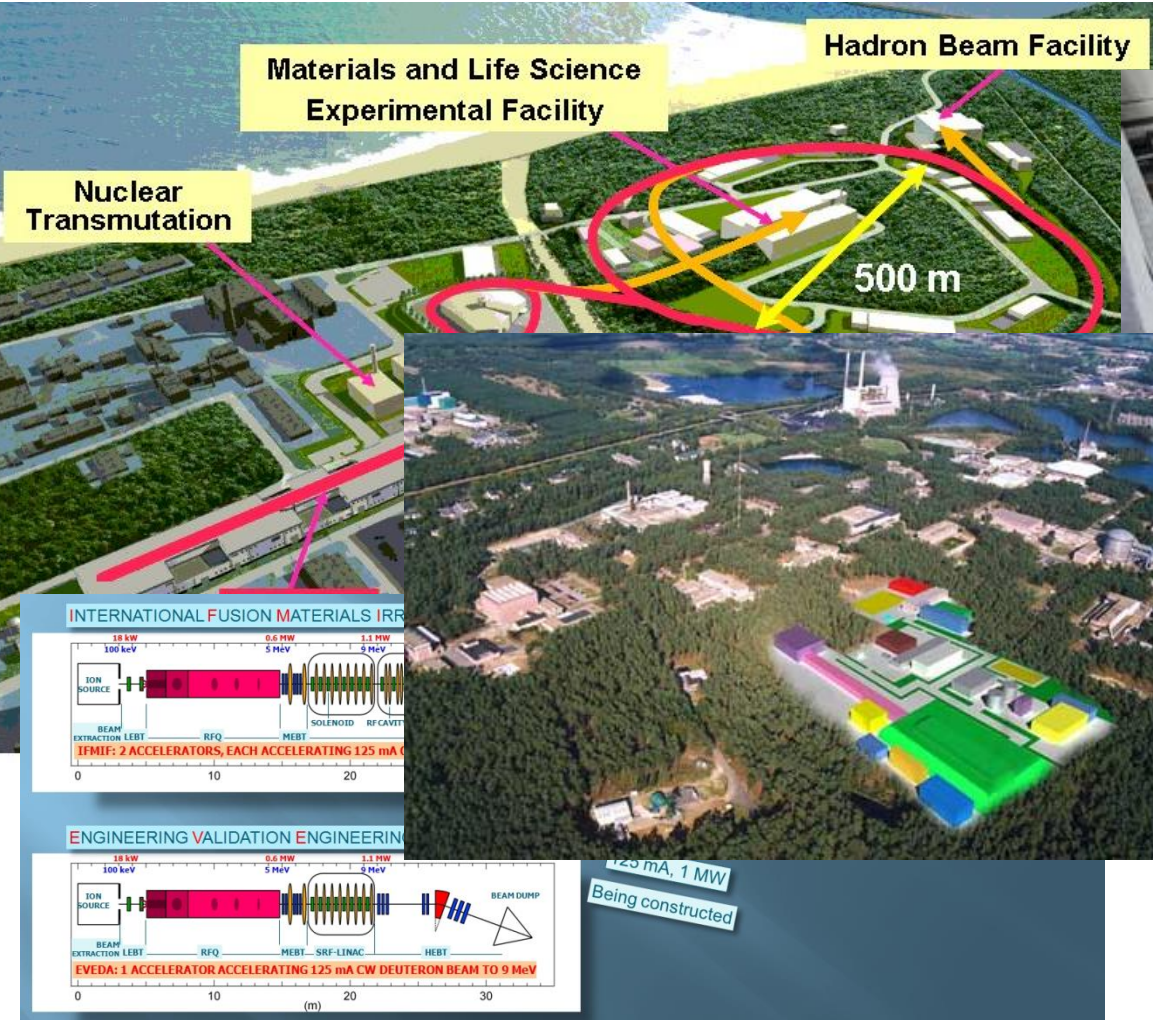 Hadron Beam Facility
Materials and Life Science
Experimental Facility
Nuclear
Transmutation
500 m
INTERNATIONAL FUSION MATERIALS IRR
18 kW
0.6 MW
1.1 MW
100 keV
5 MeV
9 MeV
ION
SOURCE
SOLENOID
RF CAVITY
BEAM
EXTRACTION
LEBT
RFQ
MEBT
IFMIF: 2 ACCELERATORS, EACH ACCELERATING 125 mA
0
10
20
ENGINEERING VALIDATION ENGINEERING
18 kW
0.6 MW
1.1 MW
100 keV
5 MeV
9 MeV
ION
SOURCE
BEAM DUMP
BEAM
EXTRACTION
LEBT
RFQ
MEBT
SRF-LINAC
HEBT
EVEDA: 1 ACCELERATOR ACCELERATING 125 mA CW DEUTERON BEAM TO 9 MeV
0
10
20
30
(m)
125 mA, 1 MW
Being constructed